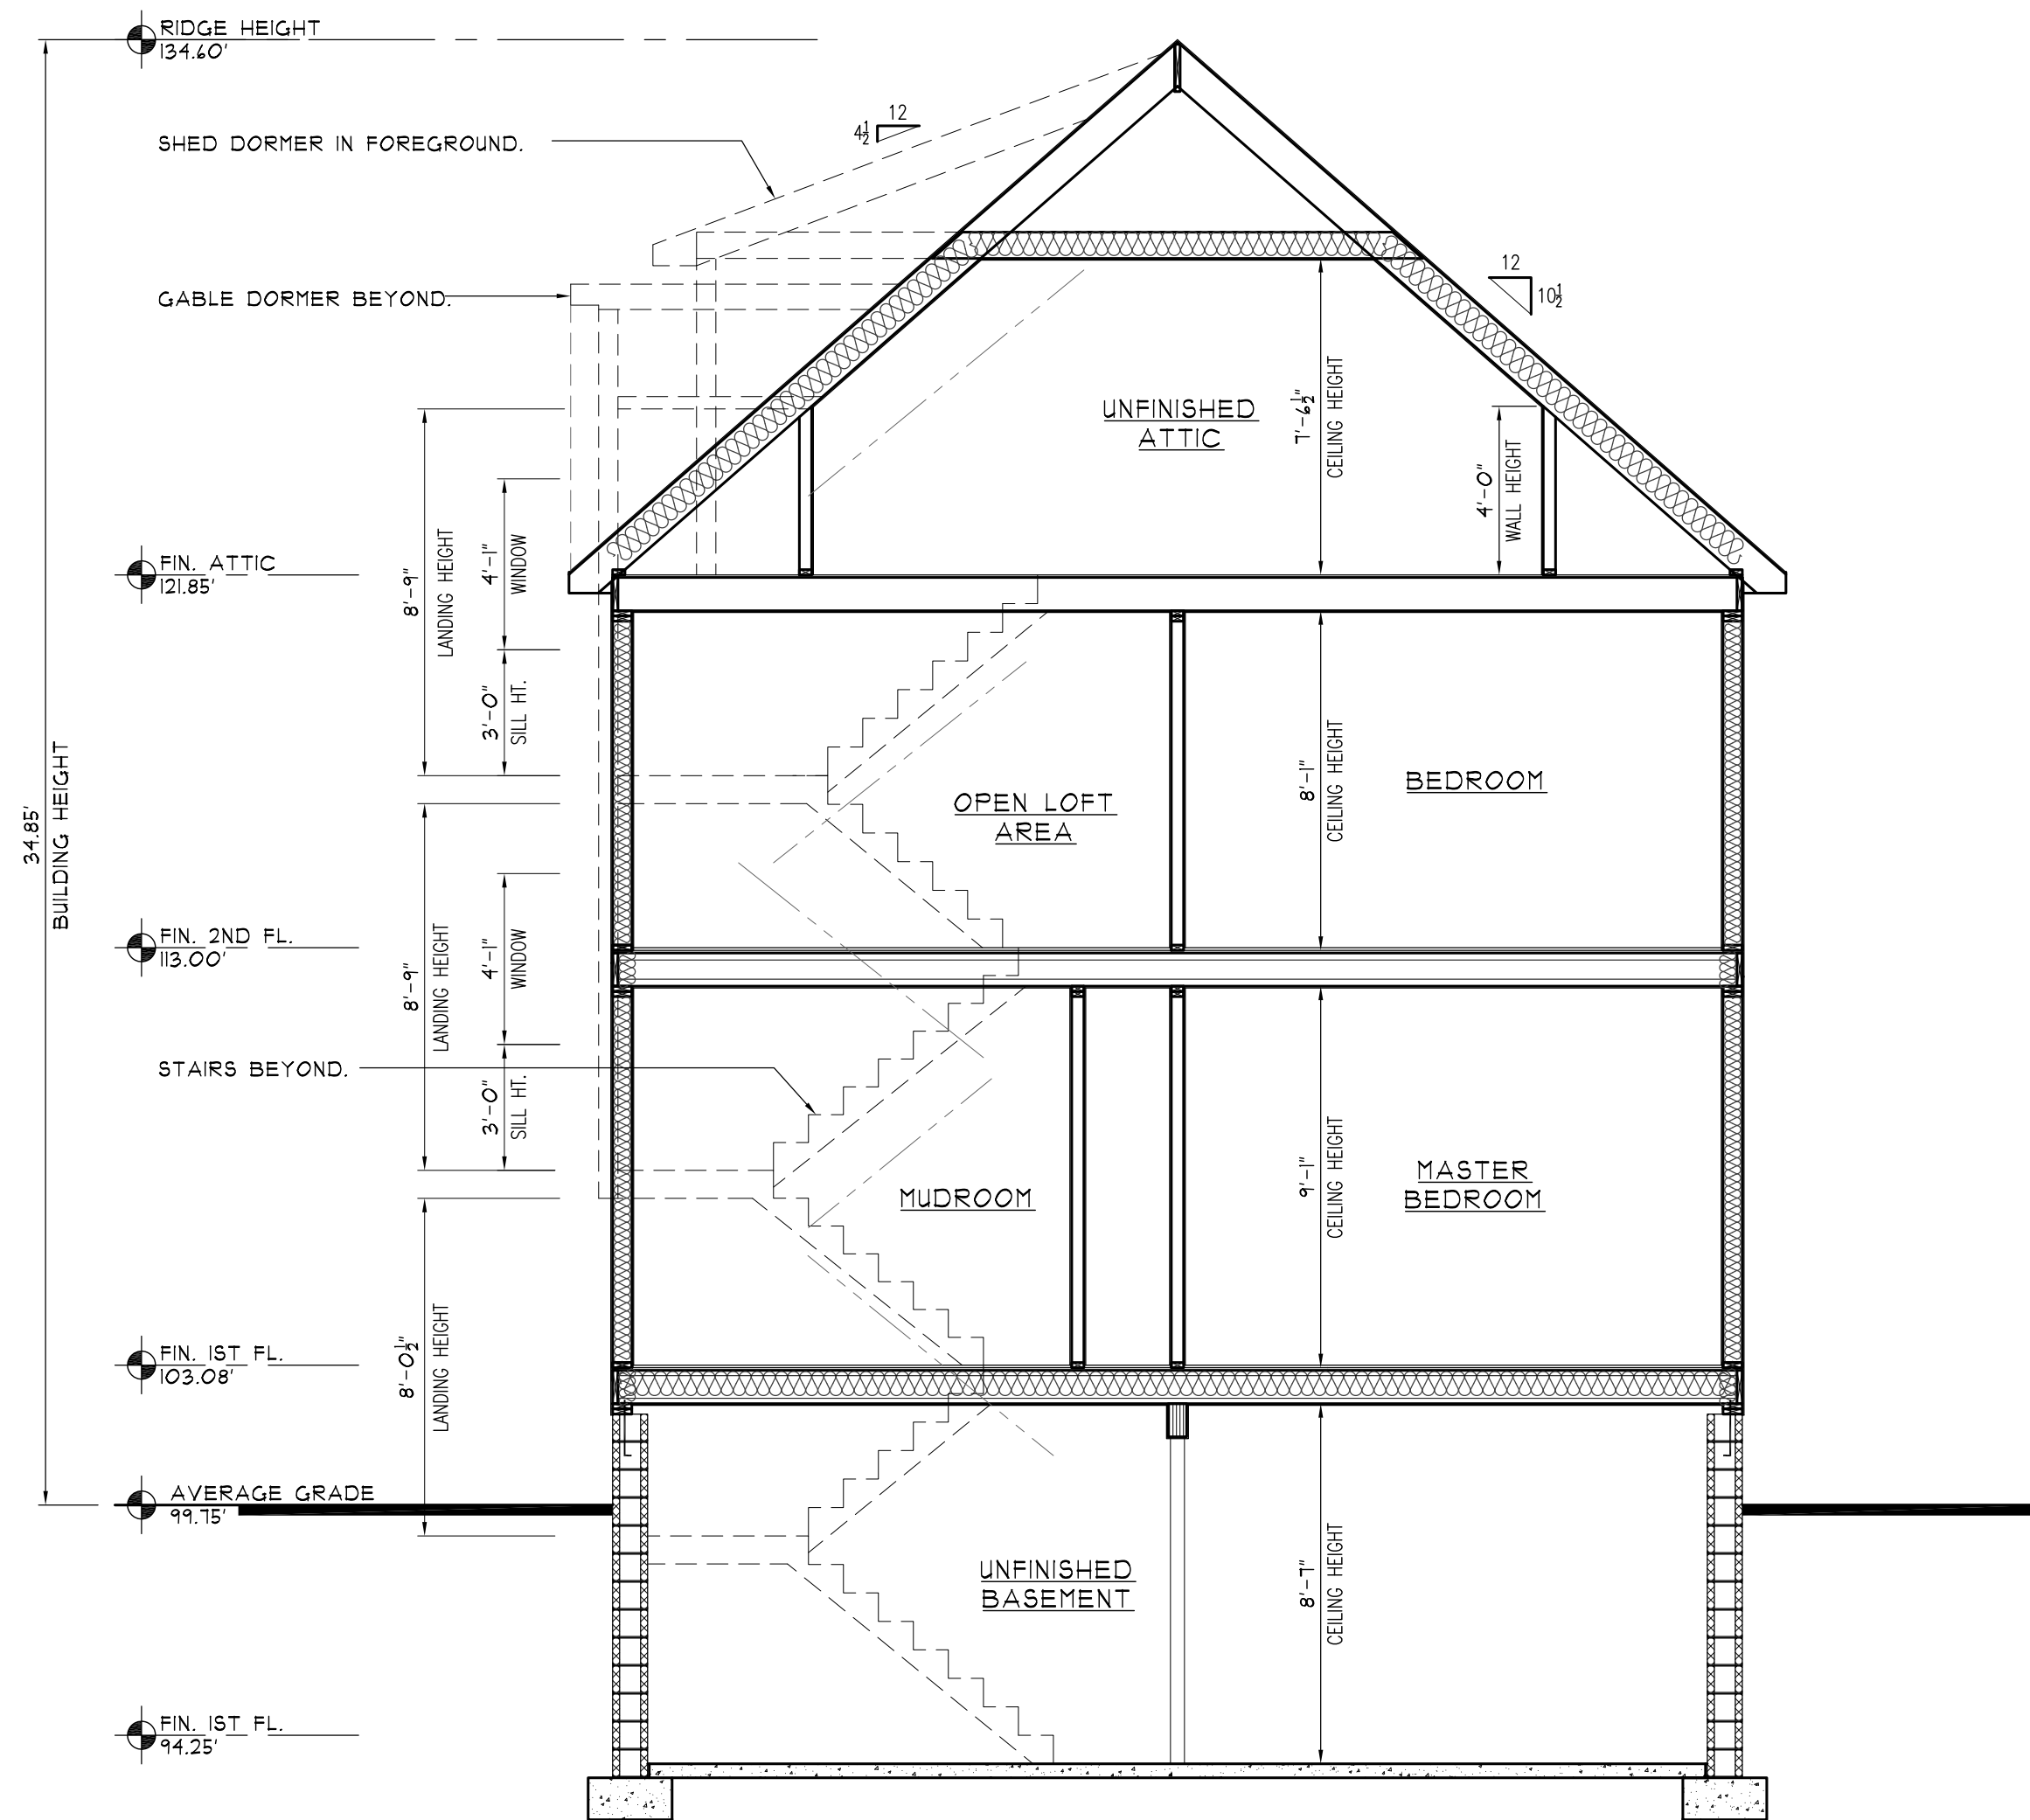 RIDGE HEIGHT
134.60'
SHED DORMER IN FOREGROUND.
12
4½
GABLE DORMER BEYOND.
12
10½
UNFINISHED
ATTIC
7'-6½"
CEILING HEIGHT
4'-0"
WALL HEIGHT
FIN. ATTIC
121.85'
8'-9"
LANDING HEIGHT
4'-1"
WINDOW
3'-0"
SILL HT.
34.85'
BUILDING HEIGHT
OPEN LOFT
AREA
8'-1"
CEILING HEIGHT
BEDROOM
FIN. 2ND FL.
113.00'
8'-9"
LANDING HEIGHT
4'-1"
WINDOW
3'-0"
SILL HT.
STAIRS BEYOND.
MUDROOM
9'-1"
CEILING HEIGHT
MASTER
BEDROOM
FIN. 1ST FL.
103.08'
8'-0½"
LANDING HEIGHT
AVERAGE GRADE
99.75'
UNFINISHED
BASEMENT
8'-7"
CEILING HEIGHT
FIN. 1ST FL.
94.25'